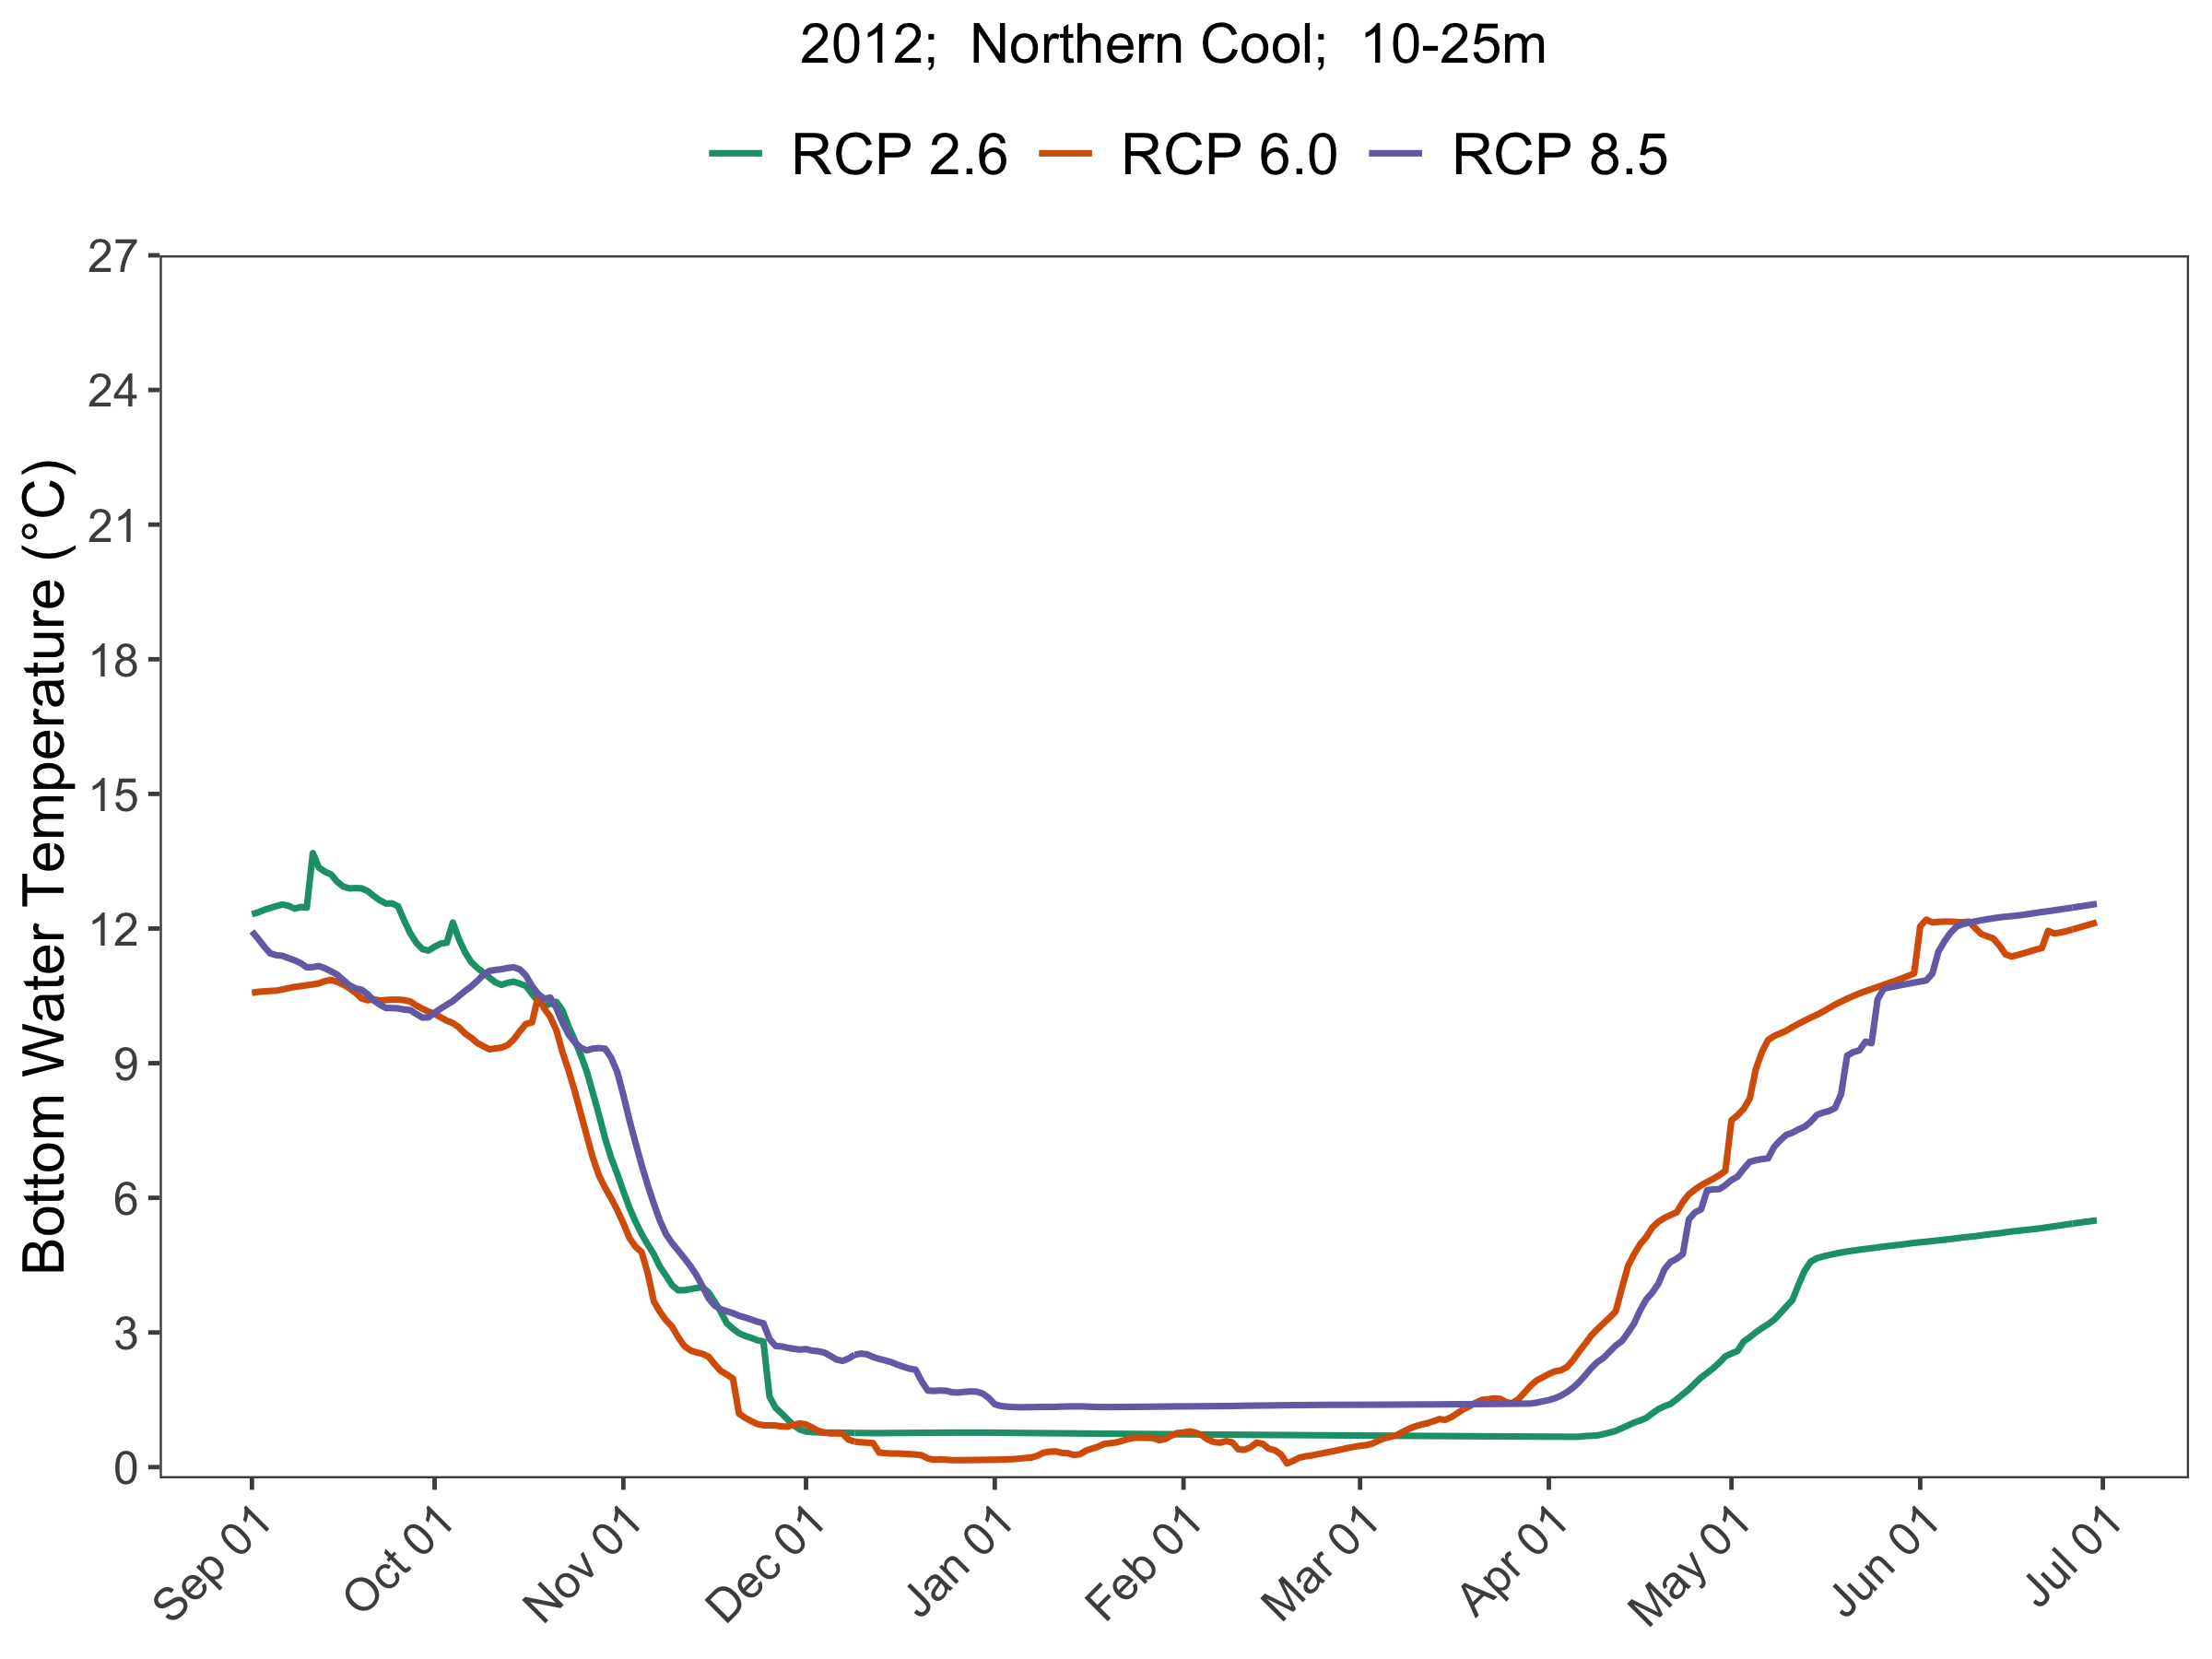 2012;  Northern Cool;  10-25m
RCP 2.6 RCP 6.0 RCP 8.5
Bottom Water Temperature (°C)
27
24
21
18
15
12
9
6
3
0
Sep 01 Oct 01 Nov 01 Dec 01 Jan 01 Feb 01 Mar 01 Apr 01 May 01 Jun 01 Jul 01